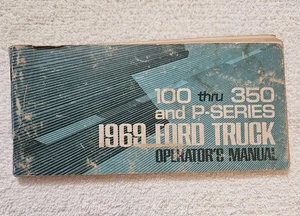 100 thru 350
and P-SERIES
1969 FORD TRUCK
OPERATOR'S MANUAL